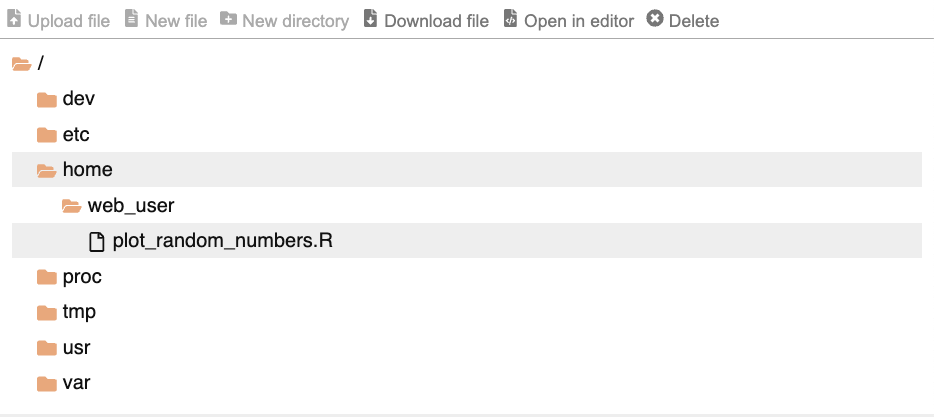 Upload file New file New directory Download file Open in editor Delete
/
dev
etc
home
web_user
plot_random_numbers.R
proc
tmp
usr
var